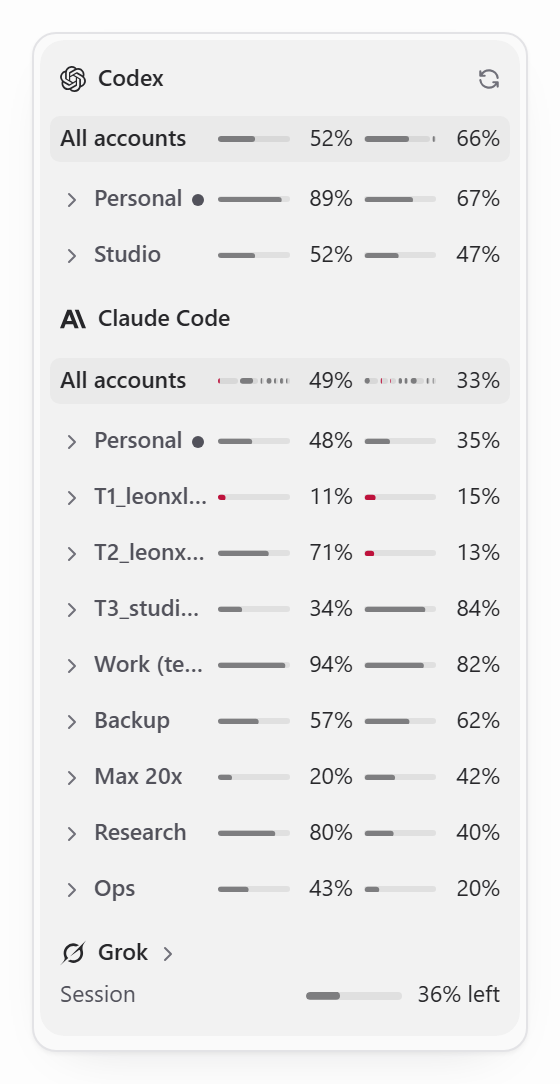 Codex
All accounts 52% 66%
Personal 89% 67%
Studio 52% 47%
Claude Code
All accounts 49% 33%
Personal 48% 35%
T1_leonxl... 11% 15%
T2_leonx... 71% 13%
T3_studi... 34% 84%
Work (te... 94% 82%
Backup 57% 62%
Max 20x 20% 42%
Research 80% 40%
Ops 43% 20%
Grok
Session 36% left